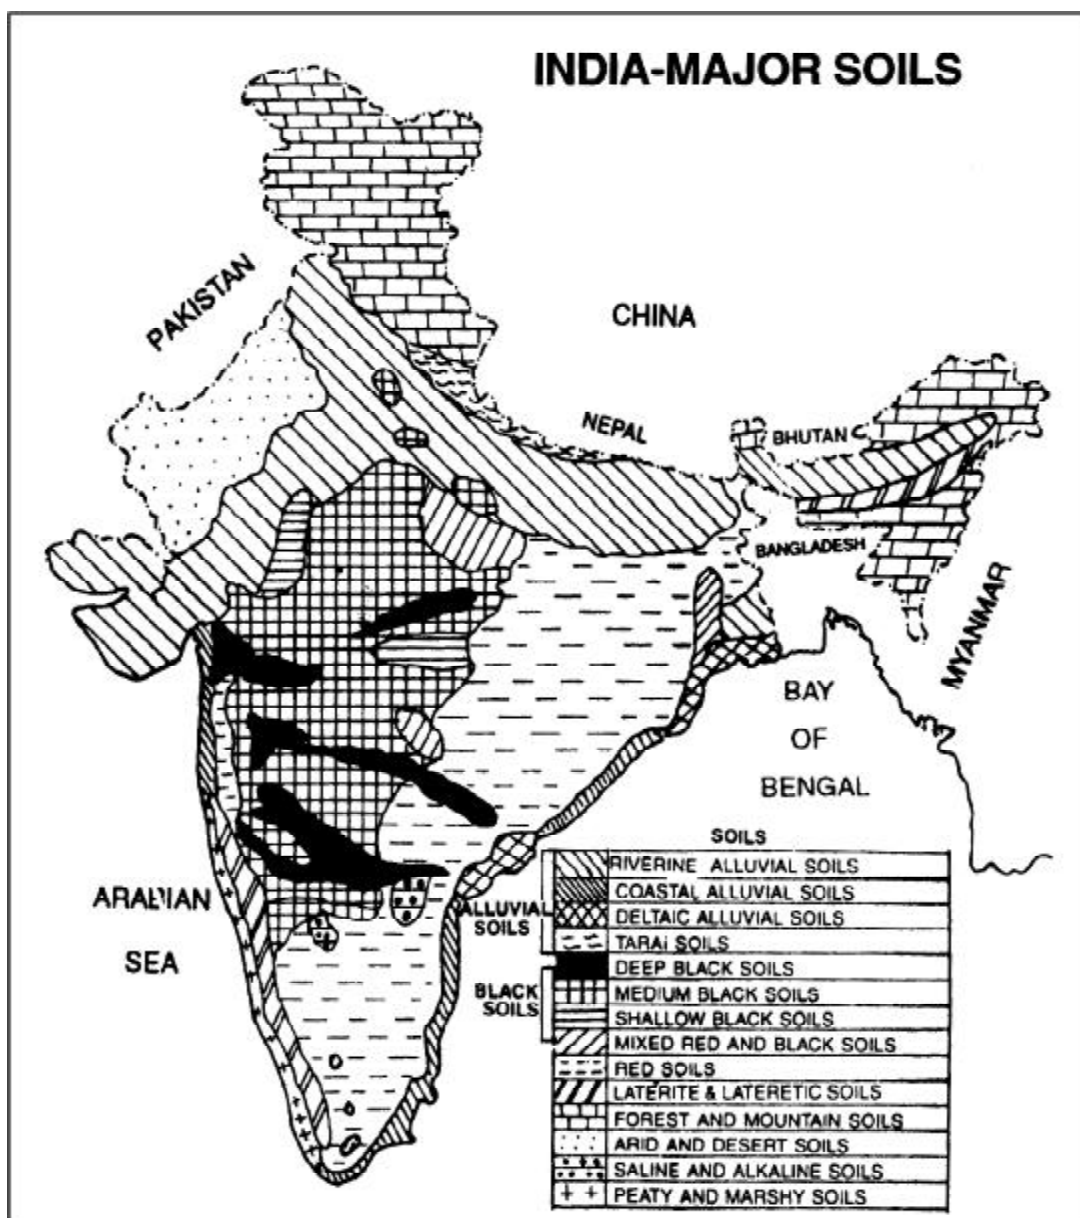 INDIA-MAJOR SOILS
PAKISTAN
CHINA
NEPAL
BHUTAN
BANGLADESH
MYANMAR
BAY
OF
BENGAL
ARABIAN
SEA
SOILS
RIVERINE ALLUVIAL SOILS
COASTAL ALLUVIAL SOILS
DELTAIC ALLUVIAL SOILS
TARAI SOILS
DEEP BLACK SOILS
MEDIUM BLACK SOILS
SHALLOW BLACK SOILS
MIXED RED AND BLACK SOILS
RED SOILS
LATERITE & LATERETIC SOILS
FOREST AND MOUNTAIN SOILS
ARID AND DESERT SOILS
SALINE AND ALKALINE SOILS
PEATY AND MARSHY SOILS
ALLUVIAL
SOILS
BLACK
SOILS